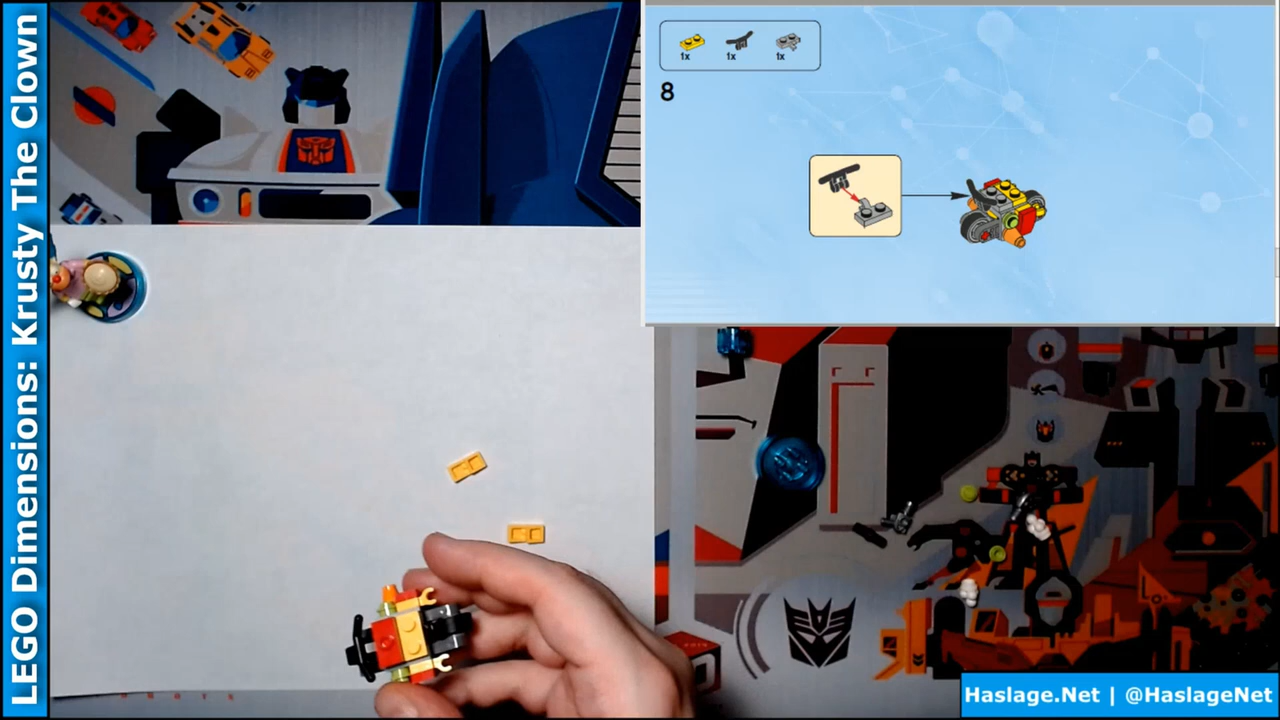 LEGO Dimensions: Krusty The Clown
1x 1x 1x
8
Haslage.Net | @HaslageNet